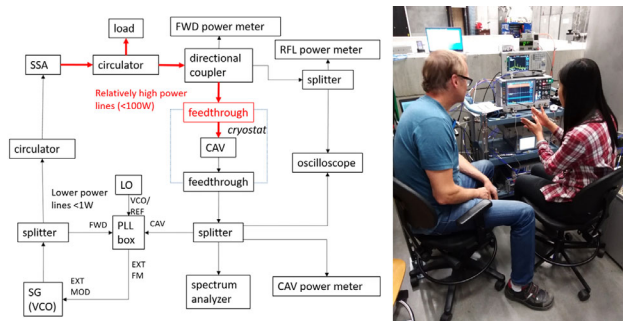 load
FWD power meter
RFL power meter
SSA
circulator
directional
coupler
splitter
Relatively high power
lines (<100W)
feedthrough
cryostat
CAV
circulator
oscilloscope
feedthrough
Lower power
lines <1W
LO
VCO/
REF
splitter
FWD
PLL
box
CAV
splitter
EXT
MOD
EXT
FM
SG
(VCO)
spectrum
analyzer
CAV power meter